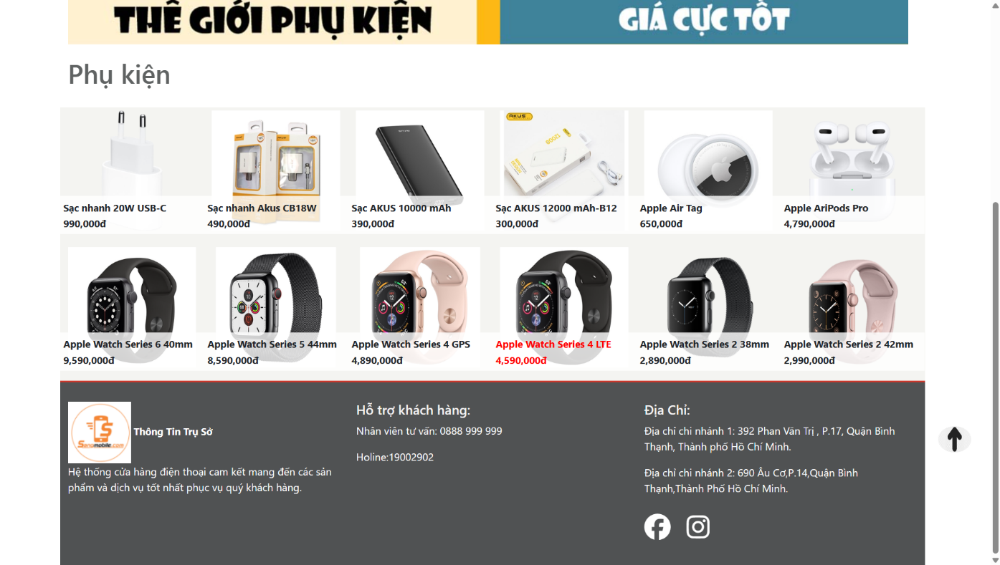 THẾ GIỚI PHỤ KIỆN
GIÁ CỰC TỐT
Phụ kiện
AKUS
Sạc nhanh 20W USB-C
990,000đ
Sạc nhanh Akus CB18W
490,000đ
Sạc AKUS 10000 mAh
390,000đ
Sạc AKUS 12000 mAh-B12
300,000đ
Apple Air Tag
650,000đ
Apple AriPods Pro
4,790,000đ
Apple Watch Series 6 40mm
9,590,000đ
Apple Watch Series 5 44mm
8,590,000đ
Apple Watch Series 4 GPS
4,890,000đ
Apple Watch Series 4 LTE
4,590,000đ
Apple Watch Series 2 38mm
2,890,000đ
Apple Watch Series 2 42mm
2,990,000đ
Sangmobile.com
Thông Tin Trụ Sở
Hệ thống cửa hàng điện thoại cam kết mang đến các sản
phẩm và dịch vụ tốt nhất phục vụ quý khách hàng.
Hỗ trợ khách hàng:
Nhân viên tư vấn: 0888 999 999
Holine:19002902
Địa Chỉ:
Địa chỉ chi nhánh 1: 392 Phan Văn Trị , P.17, Quận Bình
Thạnh, Thành phố Hồ Chí Minh.
Địa chỉ chi nhánh 2: 690 Âu Cơ,P.14,Quận Bình
Thạnh,Thành Phố Hồ Chí Minh.